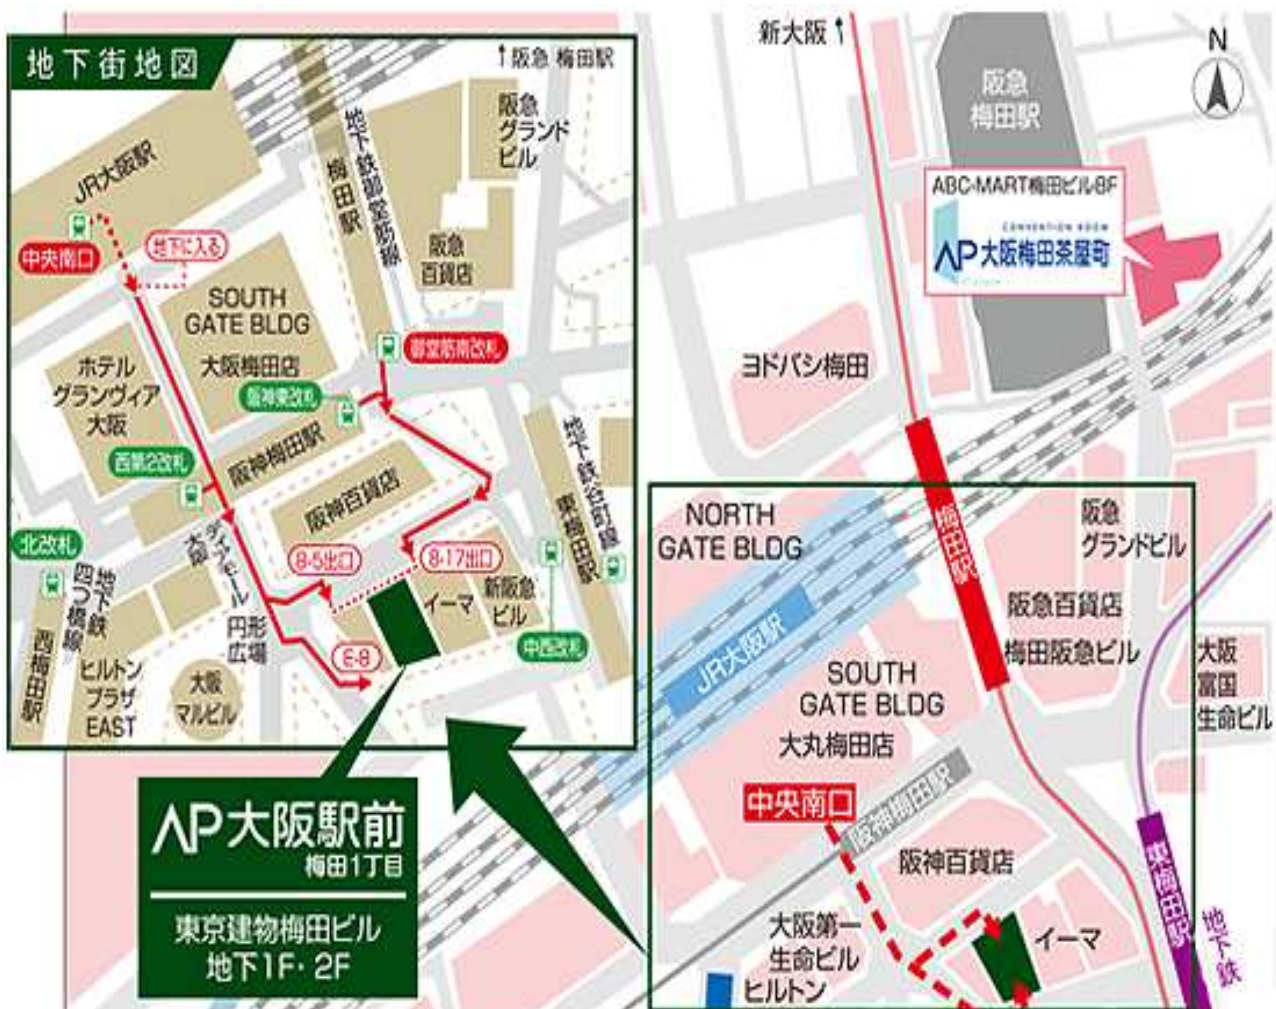 地下街地図
↑阪急 梅田駅
阪急
グランド
ビル
地下鉄御堂筋線
梅田駅
JR大阪駅
中央南口
地下に入る
阪急
百貨店
SOUTH
GATE BLDG
大阪梅田店
御堂筋南改札
阪神東改札
ホテル
グランヴィア
大阪
西第2改札
阪神梅田駅
阪神百貨店
北改札
地下鉄
四つ橋線
西梅田駅
円形
広場
8-5出口
8-17出口
イーマ
新阪急
ビル
中西改札
東梅田駅
E-8
ヒルトン
プラザ
EAST
大阪
マルビル
AP大阪駅前
梅田1丁目
東京建物梅田ビル
地下1F・2F
新大阪↑
N
阪急
梅田駅
ABC-MART梅田ビル8F
CONVENTION ROOM
AP大阪梅田茶屋町
ヨドバシ梅田
NORTH
GATE BLDG
梅田駅
阪急
グランドビル
JR大阪駅
阪急百貨店
梅田阪急ビル
SOUTH
GATE BLDG
大丸梅田店
大阪
富国
生命ビル
中央南口
阪神梅田駅
阪神百貨店
東梅田駅
地下鉄
大阪第一
生命ビル
ヒルトン
イーマ